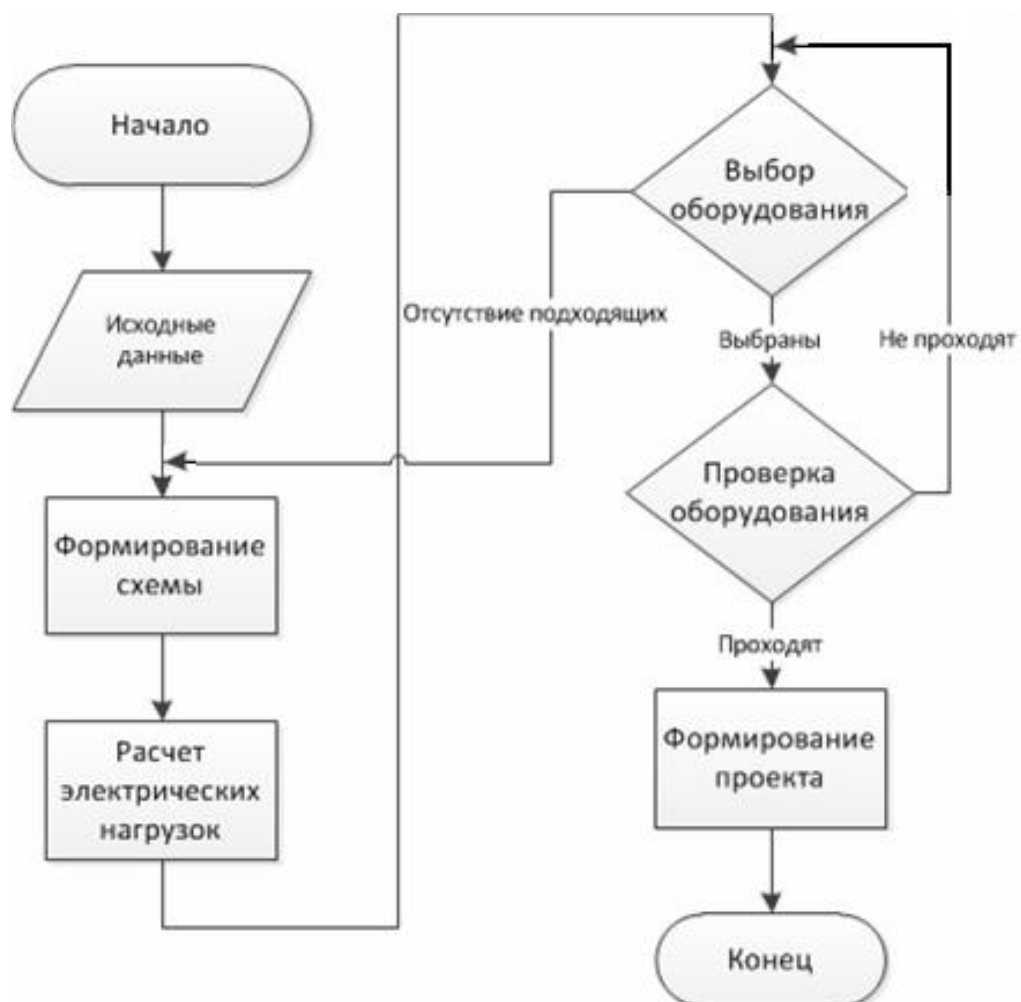 Начало
Исходные
данные
Формирование
схемы
Расчет
электрических
нагрузок
Выбор
оборудования
Отсутствие подходящих
Выбраны
Не проходят
Проверка
оборудования
Проходят
Формирование
проекта
Конец